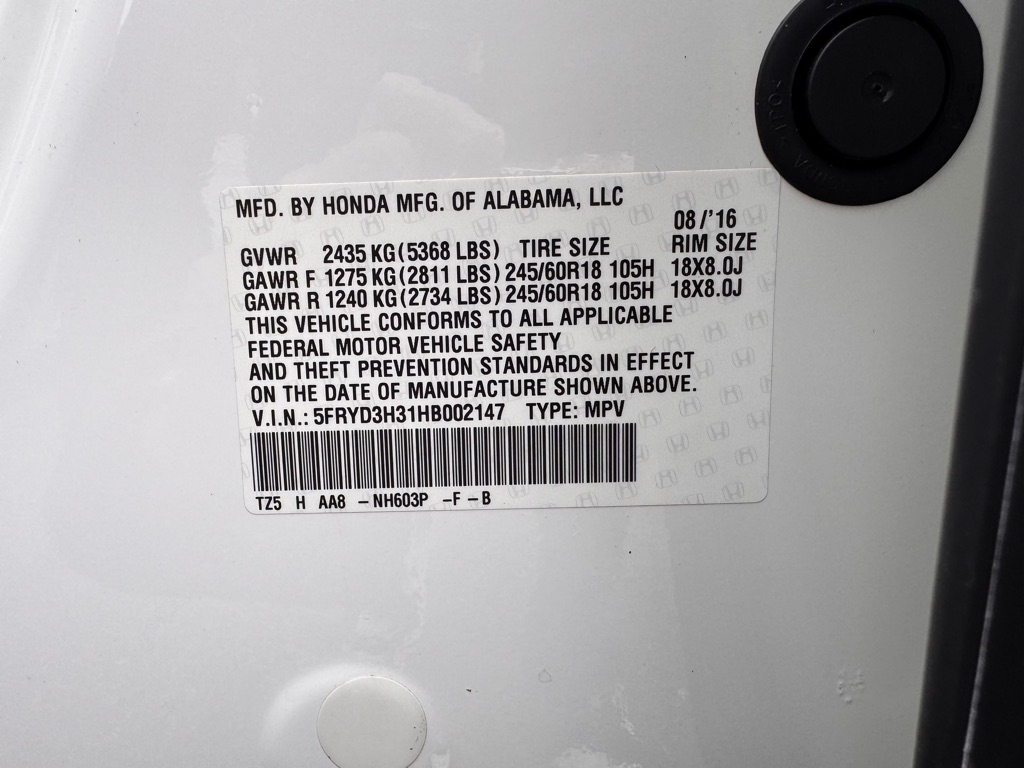 MFD. BY HONDA MFG. OF ALABAMA, LLC
08/'16
GVWR 2435 KG (5368 LBS) TIRE SIZE RIM SIZE
GAWR F 1275 KG (2811 LBS) 245/60R18 105H 18X8.0J
GAWR R 1240 KG (2734 LBS) 245/60R18 105H 18X8.0J
THIS VEHICLE CONFORMS TO ALL APPLICABLE
FEDERAL MOTOR VEHICLE SAFETY
AND THEFT PREVENTION STANDARDS IN EFFECT
ON THE DATE OF MANUFACTURE SHOWN ABOVE.
V.I.N.: 5FRYD3H31HB002147 TYPE: MPV
TZ5 H AA8 -NH603P -F-B